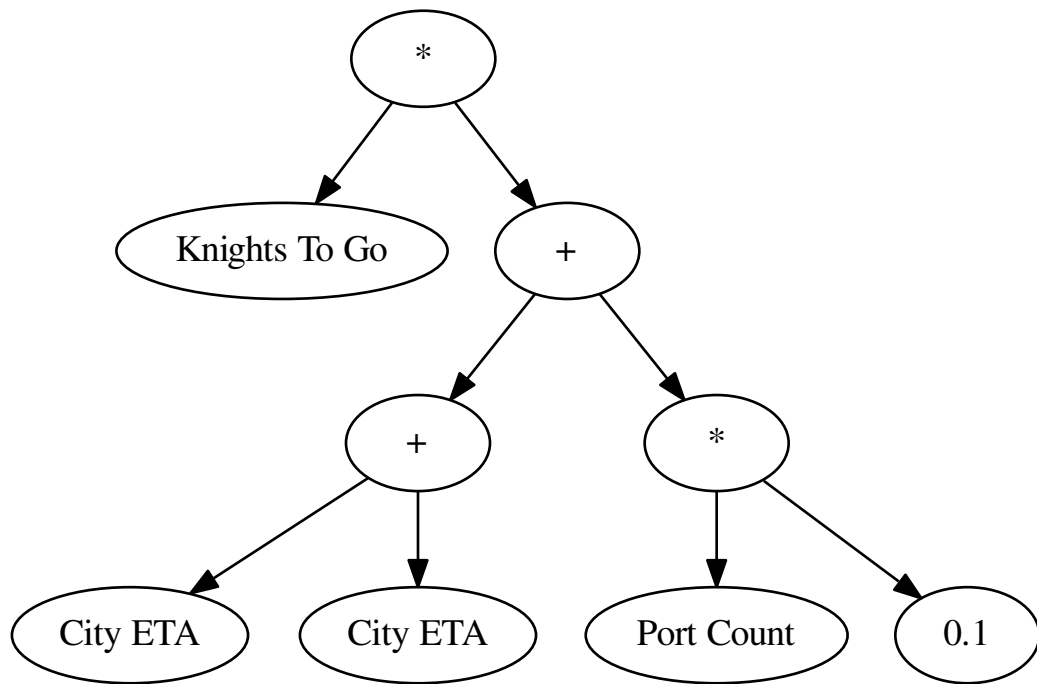 *
Knights To Go
+
+
*
City ETA
City ETA
Port Count
0.1